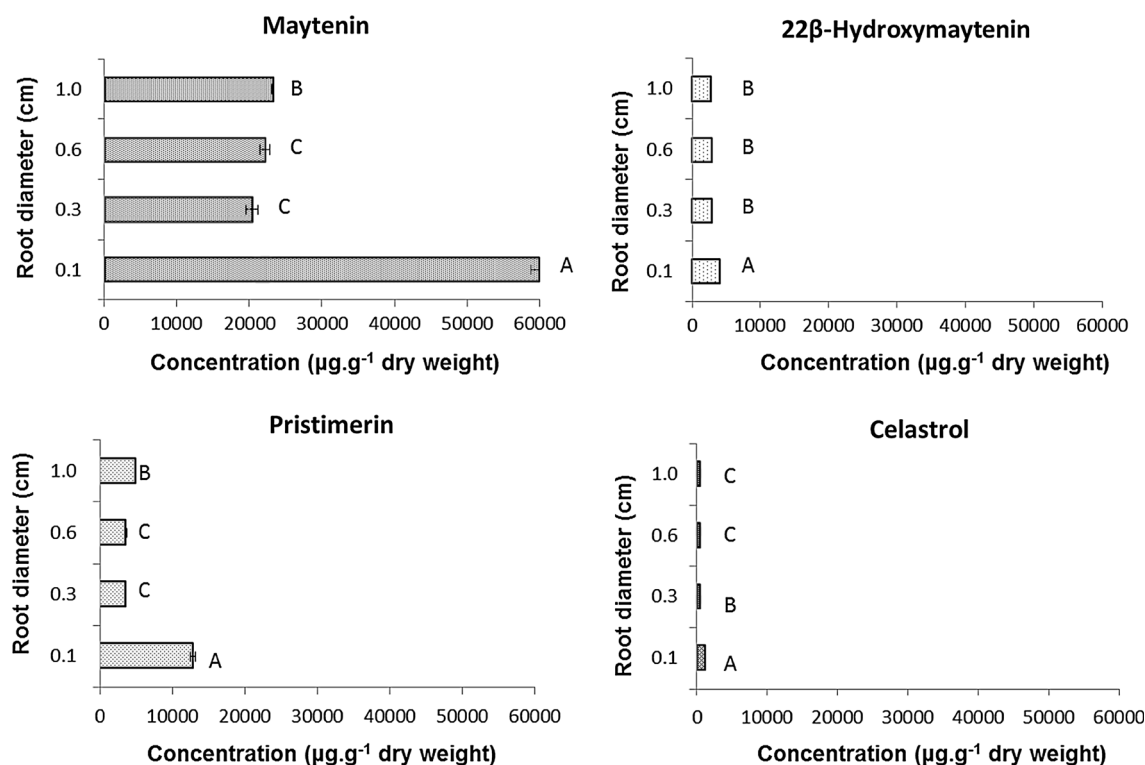 Maytenin
Root diameter (cm)
1.0 B
0.6 C
0.3 C
0.1 A
0 10000 20000 30000 40000 50000 60000
Concentration (µg.g⁻¹ dry weight)
22β-Hydroxymaytenin
Root diameter (cm)
1.0 B
0.6 B
0.3 B
0.1 A
0 10000 20000 30000 40000 50000 60000
Concentration (µg.g⁻¹ dry weight)
Pristimerin
Root diameter (cm)
1.0 B
0.6 C
0.3 C
0.1 A
0 10000 20000 30000 40000 50000 60000
Concentration (µg.g⁻¹ dry weight)
Celastrol
Root diameter (cm)
1.0 C
0.6 C
0.3 B
0.1 A
0 10000 20000 30000 40000 50000 60000
Concentration (µg.g⁻¹ dry weight)